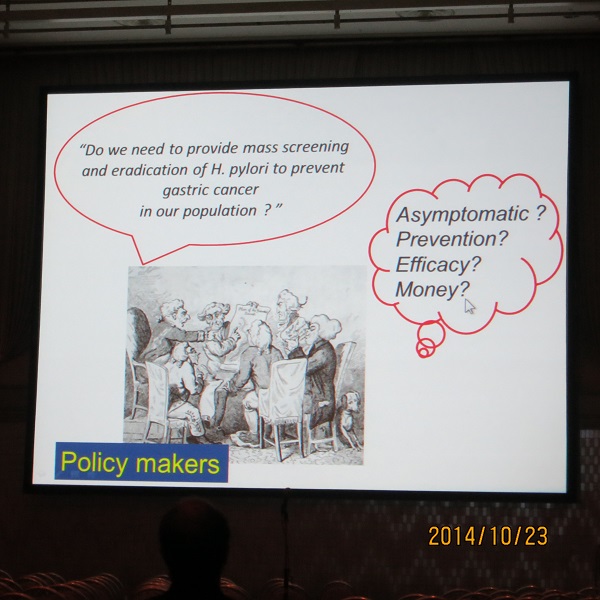 “Do we need to provide mass screening
and eradication of H. pylori to prevent
gastric cancer
in our population ? ”
Asymptomatic ?
Prevention?
Efficacy?
Money?
Policy makers
2014/10/23